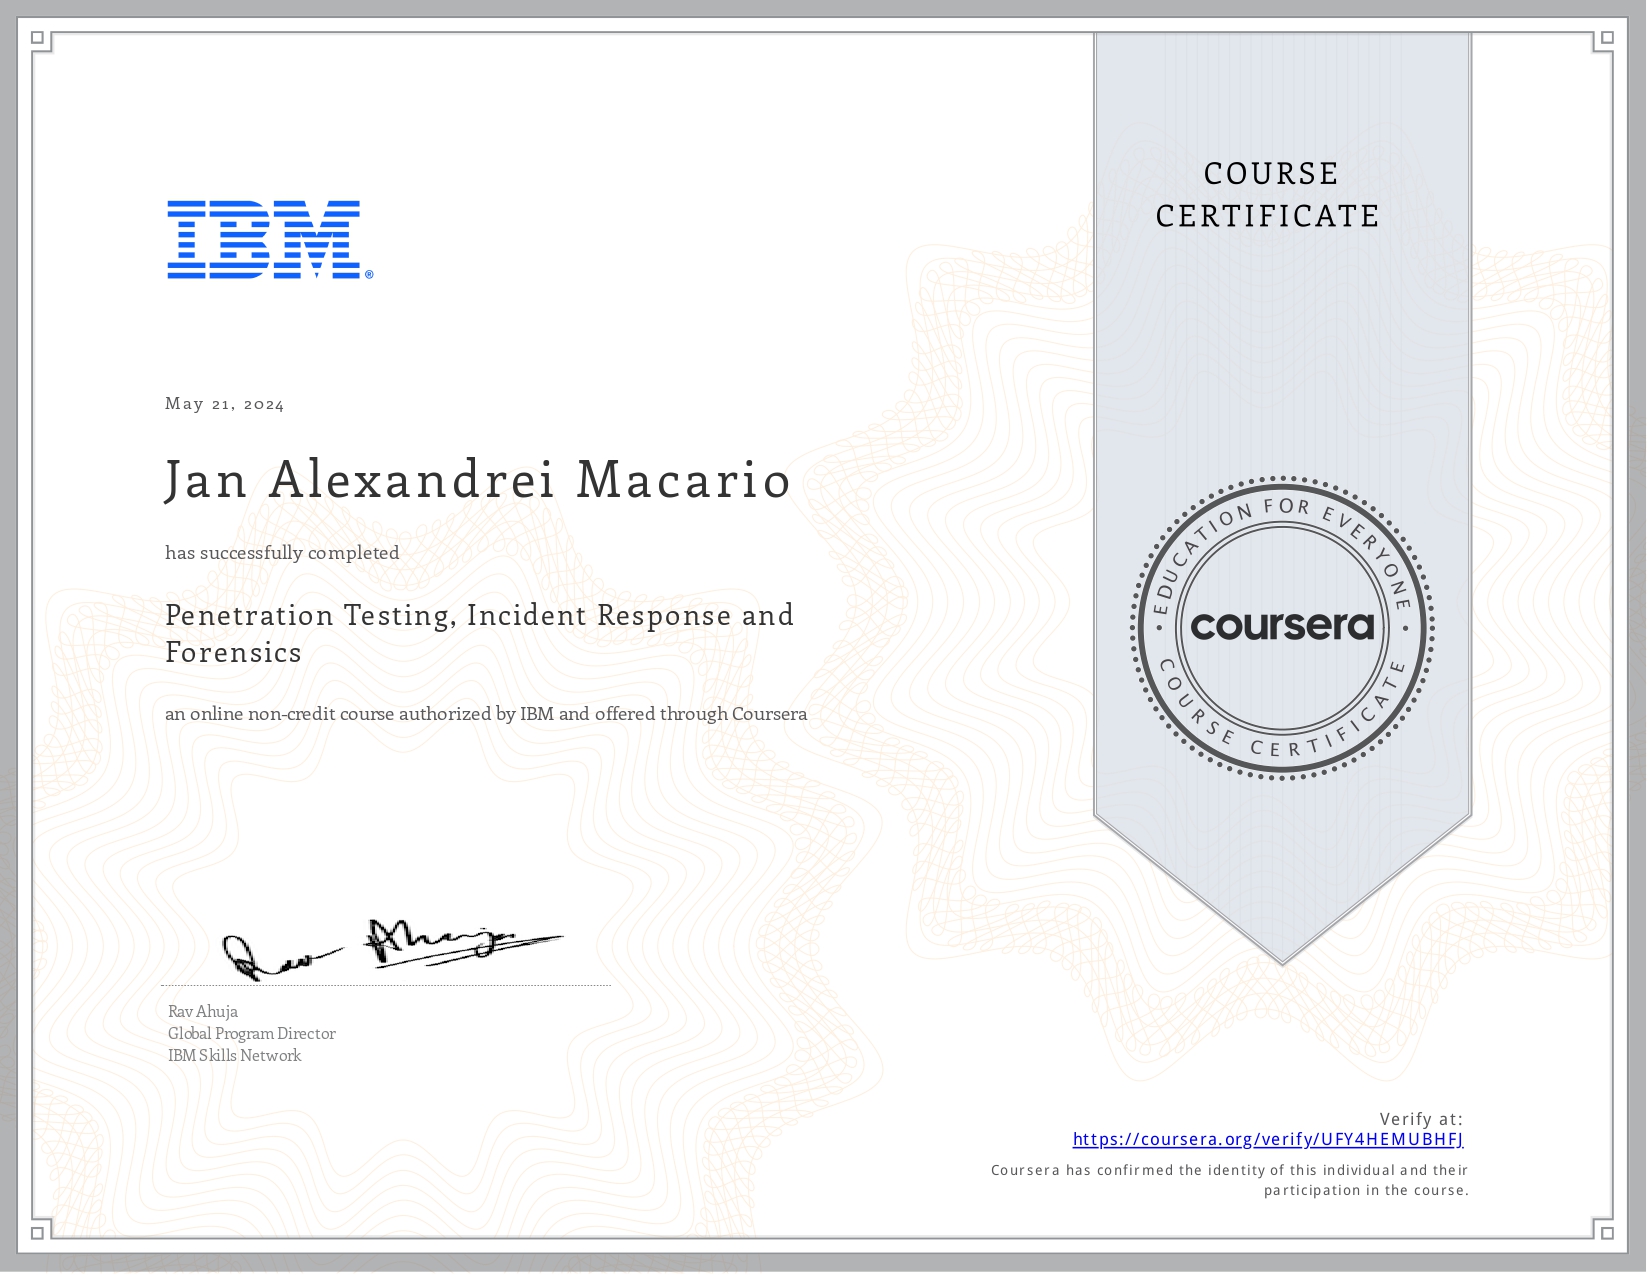 IBM®
May 21, 2024
Jan Alexandrei Macario
has successfully completed
Penetration Testing, Incident Response and
Forensics
an online non-credit course authorized by IBM and offered through Coursera
Rav Ahuja
Rav Ahuja
Global Program Director
IBM Skills Network
COURSE
CERTIFICATE
EDUCATION FOR EVERYONE
coursera
COURSE CERTIFICATE
Verify at:
https://coursera.org/verify/UFY4HEMUBHFJ
Coursera has confirmed the identity of this individual and their
participation in the course.